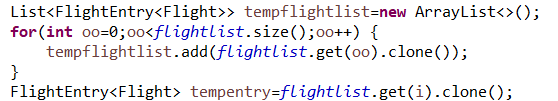 List<FlightEntry<Flight>> tempflightlist=new ArrayList<>();
for(int oo=0;oo<flightlist.size();oo++) {
tempflightlist.add(flightlist.get(oo).clone());
}
FlightEntry<Flight> tempentry=flightlist.get(i).clone();